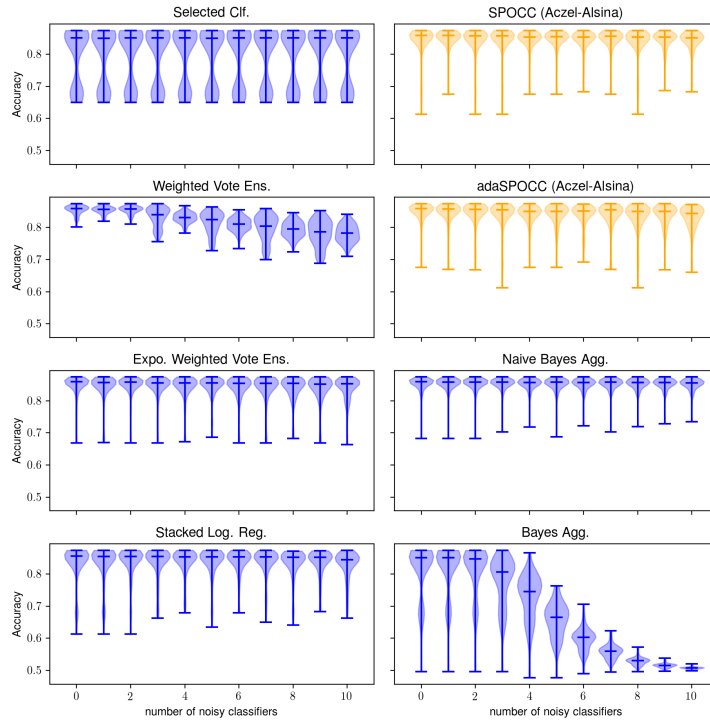 Selected Clf.
SPOCC (Aczel-Alsina)
Accuracy
0.8
0.7
0.6
0.5
Weighted Vote Ens.
adaSPOCC (Aczel-Alsina)
Accuracy
0.8
0.7
0.6
0.5
Expo. Weighted Vote Ens.
Naive Bayes Agg.
Accuracy
0.8
0.7
0.6
0.5
Stacked Log. Reg.
Bayes Agg.
Accuracy
0.8
0.7
0.6
0.5
0 2 4 6 8 10
0 2 4 6 8 10
number of noisy classifiers
number of noisy classifiers